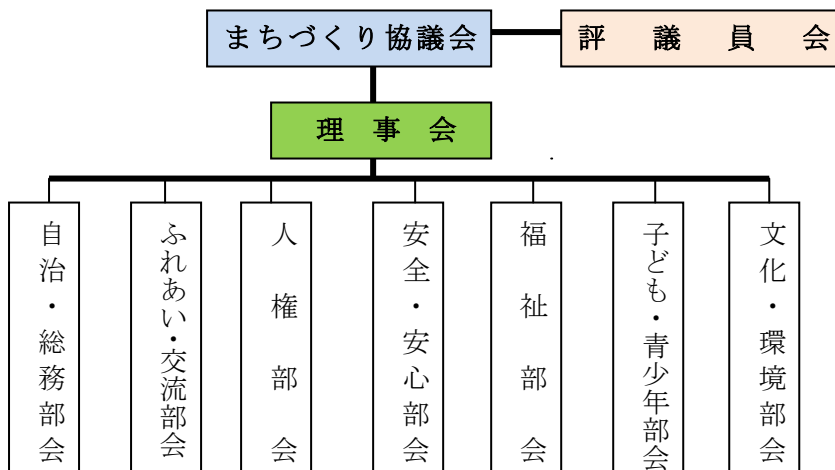 まちづくり協議会
評議員会
理事会
自治・総務部会
ふれあい・交流部会
人権部会
安全・安心部会
福祉部会
子ども・青少年部会
文化・環境部会